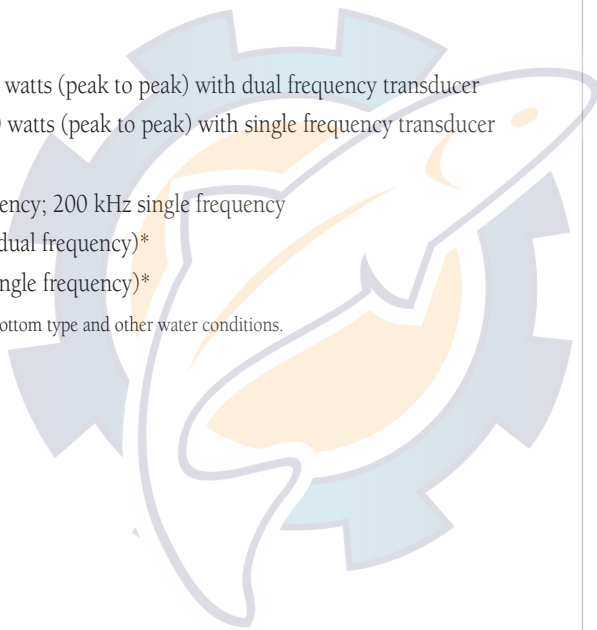 watts (peak to peak) with dual frequency transducer
watts (peak to peak) with single frequency transducer
ency; 200 kHz single frequency
dual frequency)*
ngle frequency)*
ottom type and other water conditions.